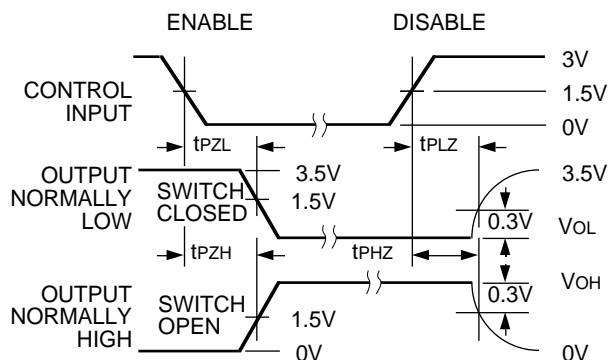 ENABLE
DISABLE
3V
CONTROL
INPUT
1.5V
0V
tPZL
tPLZ
OUTPUT
NORMALLY
LOW
SWITCH
CLOSED
3.5V
1.5V
3.5V
0.3V
VOL
tPZH
tPHZ
0.3V
VOH
OUTPUT
NORMALLY
HIGH
SWITCH
OPEN
1.5V
0V
0V